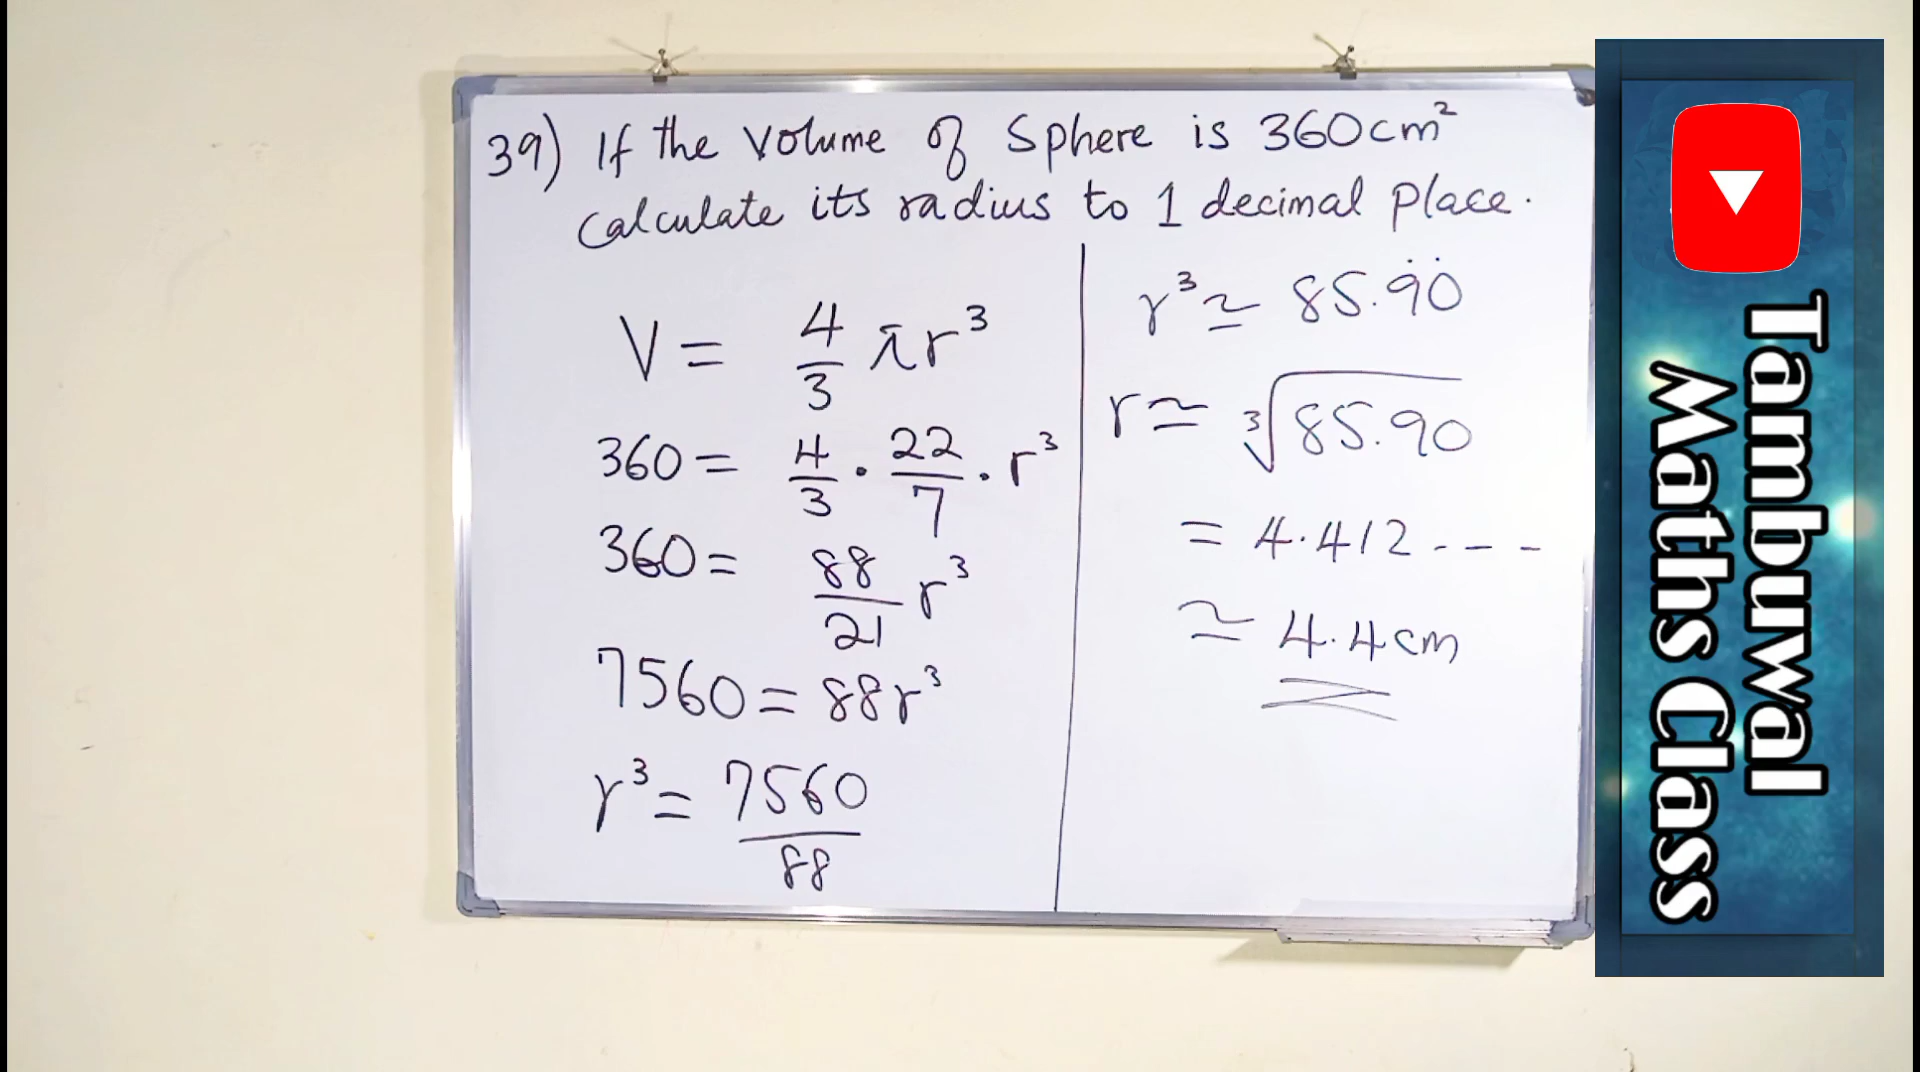 39) If the volume of Sphere is 360cm²
Calculate its radius to 1 decimal place.
V = 4/3 πr³
360 = 4/3 · 22/7 · r³
360 = 88/21 r³
7560 = 88r³
r³ = 7560/88
r³ ≃ 85.9̇0̇
r ≃ ³√85.90
= 4.412 - - -
≃ 4.4cm
Tambuwal
Maths Class